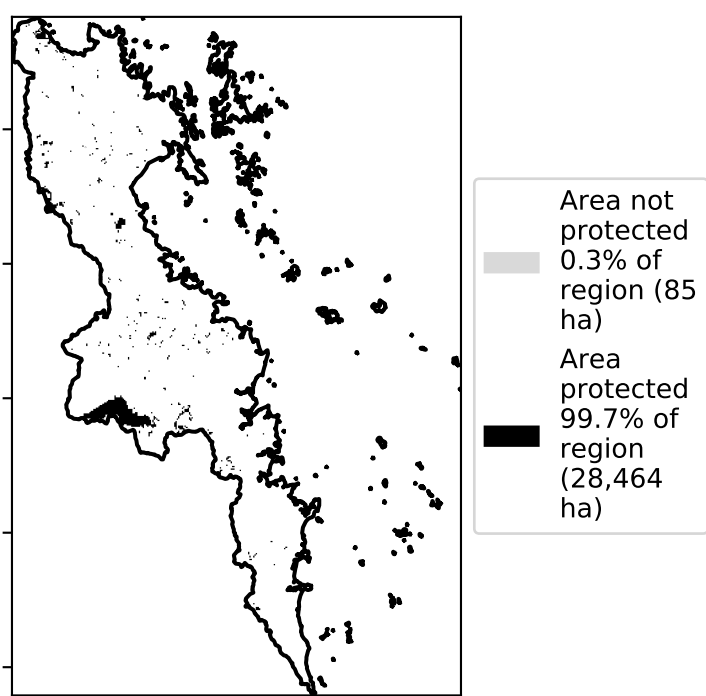 Area not
protected
0.3% of
region (85
ha)
Area
protected
99.7% of
region
(28,464
ha)